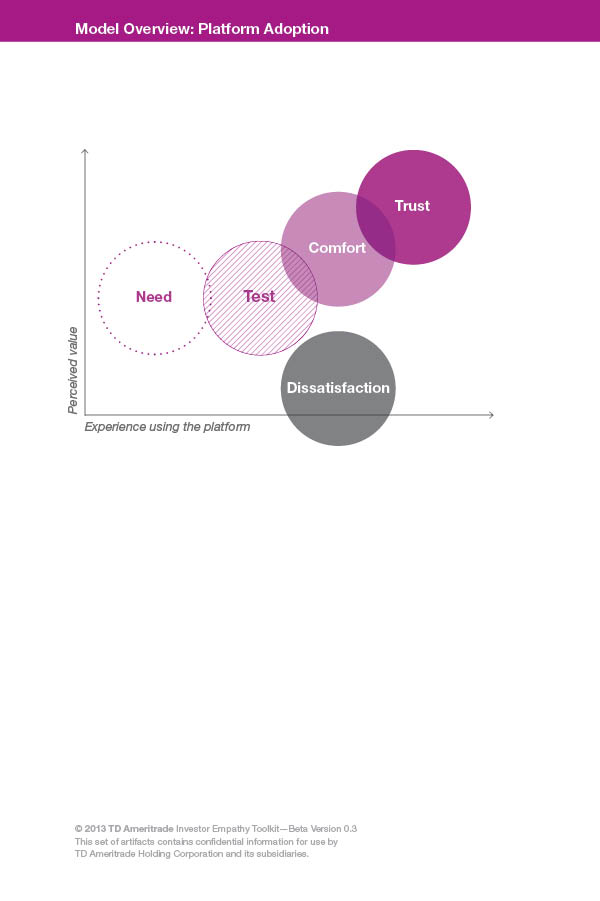 Model Overview: Platform Adoption
Trust
Comfort
Need
Test
Dissatisfaction
Perceived value
Experience using the platform
© 2013 TD Ameritrade Investor Empathy Toolkit—Beta Version 0.3
This set of artifacts contains confidential information for use by
TD Ameritrade Holding Corporation and its subsidiaries.